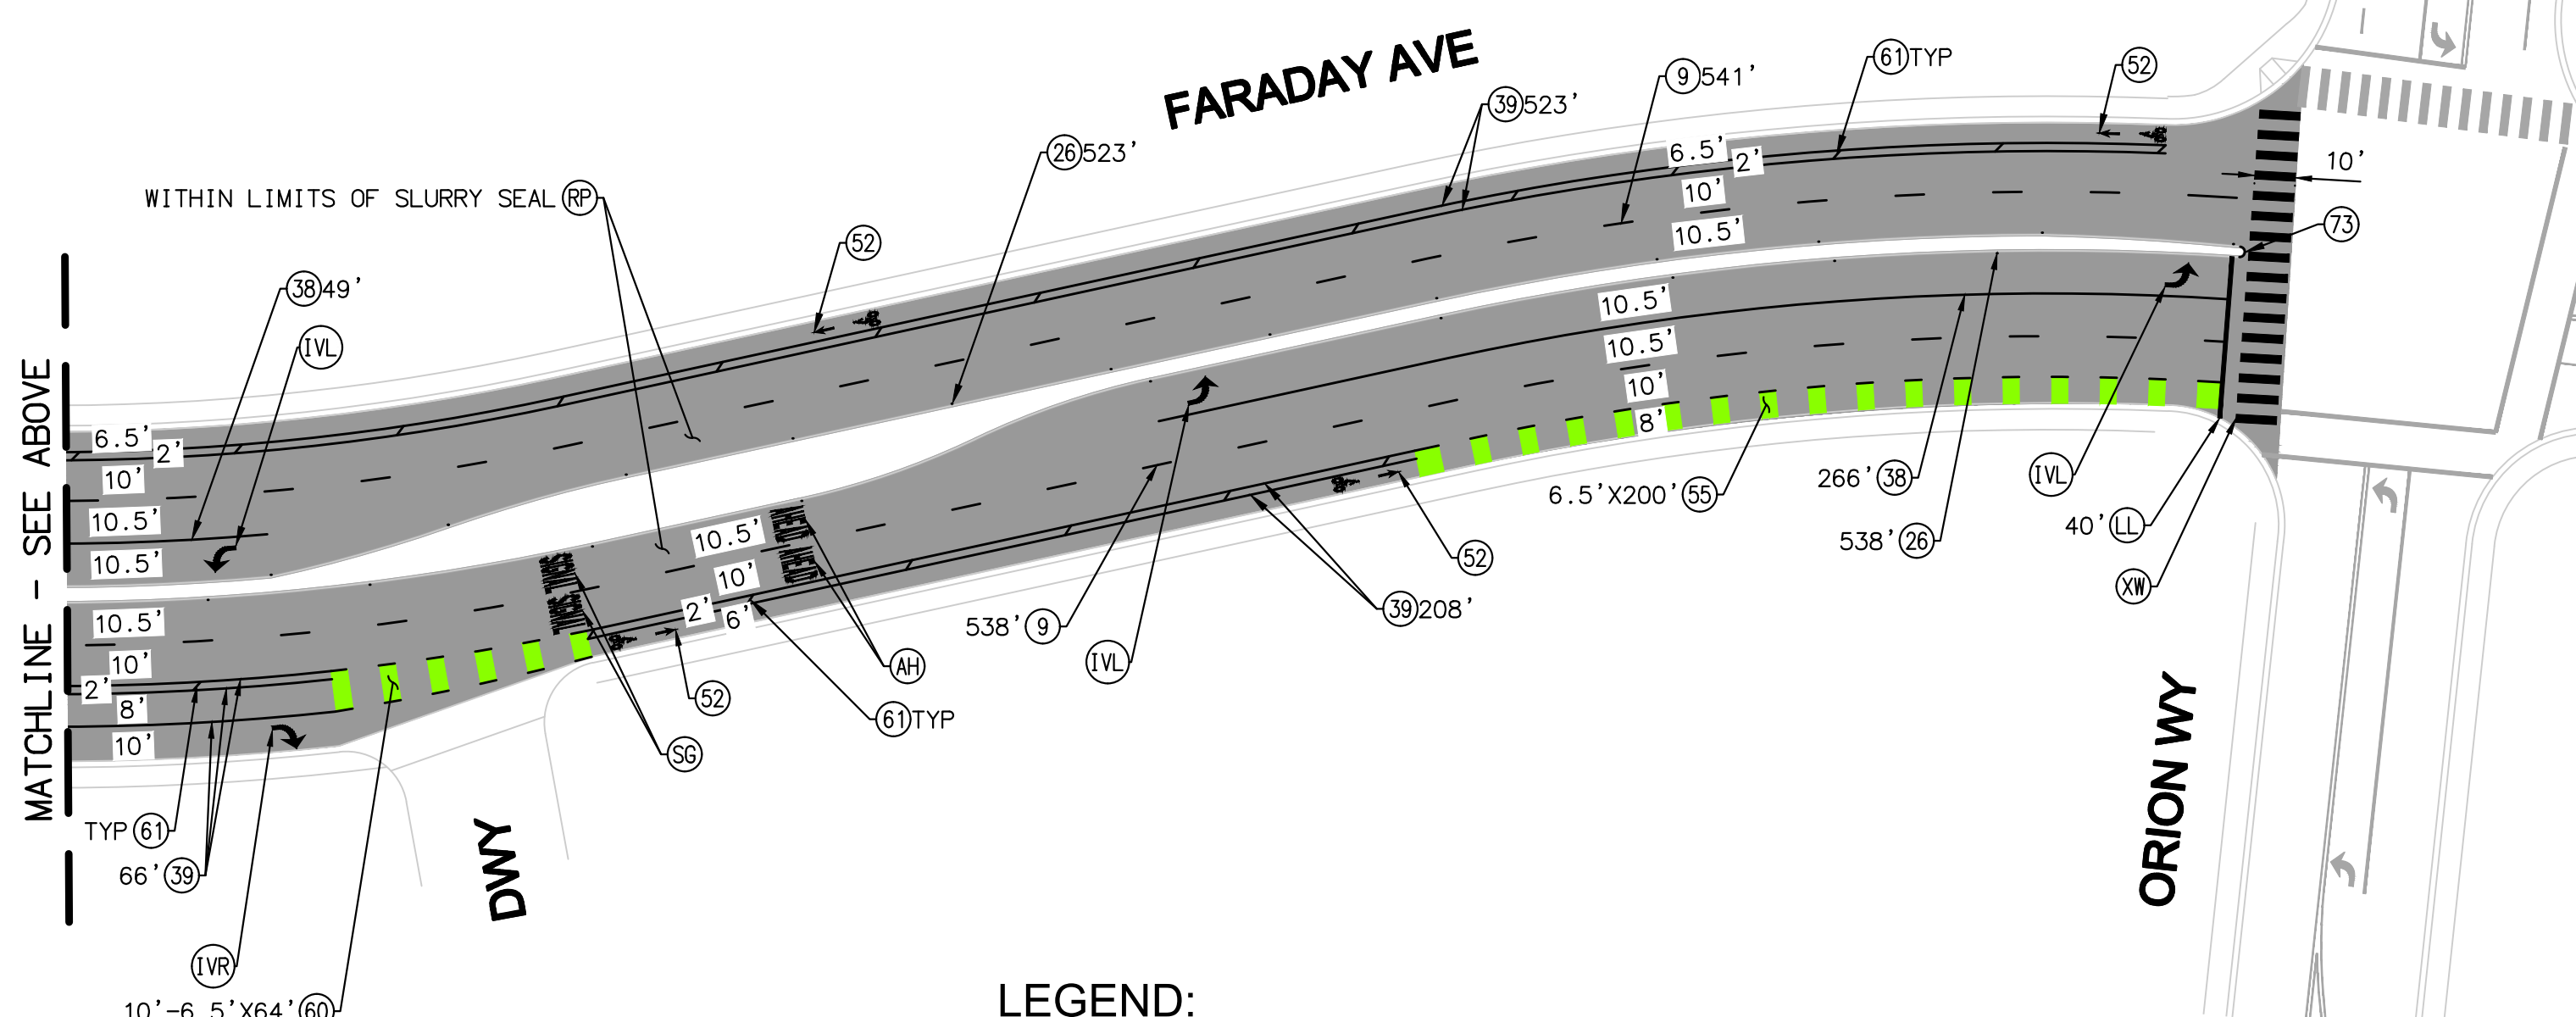 FARADAY AVE
61 TYP
52
9 541'
39 523'
10'
26 523'
6.5'
2'
10'
10.5'
WITHIN LIMITS OF SLURRY SEAL RP
73
52
38 49'
IVL
10.5'
10.5'
10'
8'
MATCHLINE - SEE ABOVE
6.5'
2'
10'
10.5'
10.5'
10.5'
10'
2'
8'
10'
SIGNAL SIGNAL
AHEAD AHEAD
10.5'
10'
2'
6'
6.5'X200' 55
266' 38
IVL
538' 26
40' LL
XW
52
39 208'
538' 9
IVL
AH
52
61 TYP
SG
TYP 61
66' 39
IVR
10'-6.5'X64' 60
DWY
ORION WY
LEGEND: